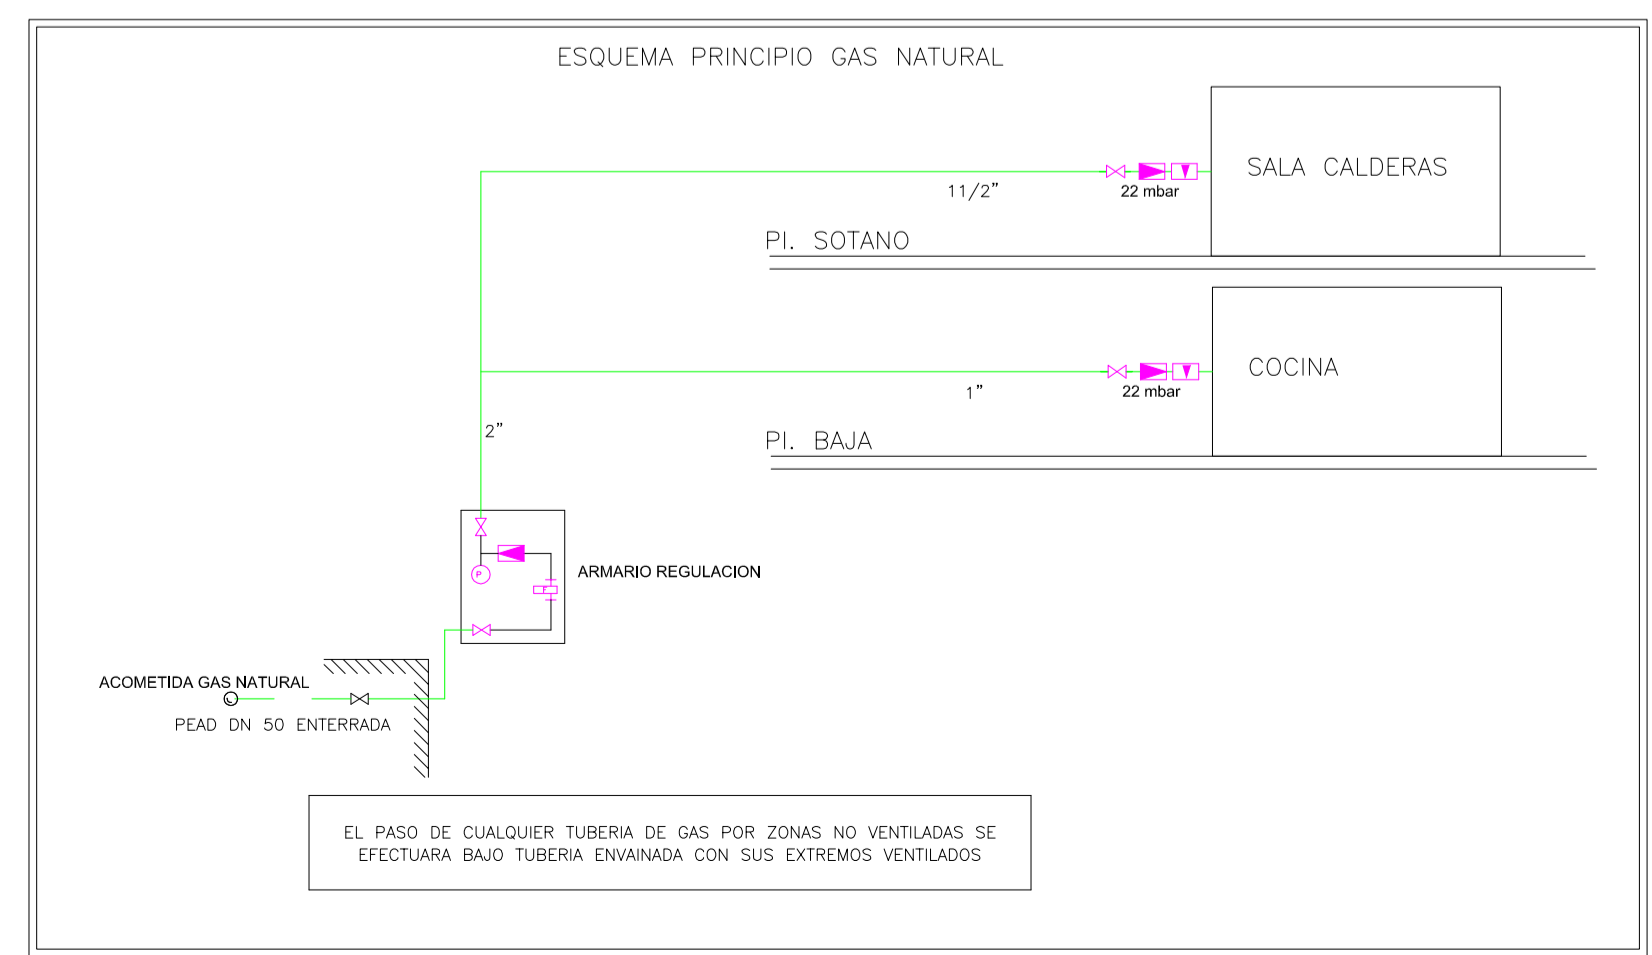 ESQUEMA PRINCIPIO GAS NATURAL
SALA CALDERAS
11/2"
22 mbar
PI. SOTANO
COCINA
1"
22 mbar
2"
PI. BAJA
P
F
ARMARIO REGULACION
ACOMETIDA GAS NATURAL
PEAD DN 50 ENTERRADA
EL PASO DE CUALQUIER TUBERIA DE GAS POR ZONAS NO VENTILADAS SE
EFECTUARA BAJO TUBERIA ENVAINADA CON SUS EXTREMOS VENTILADOS